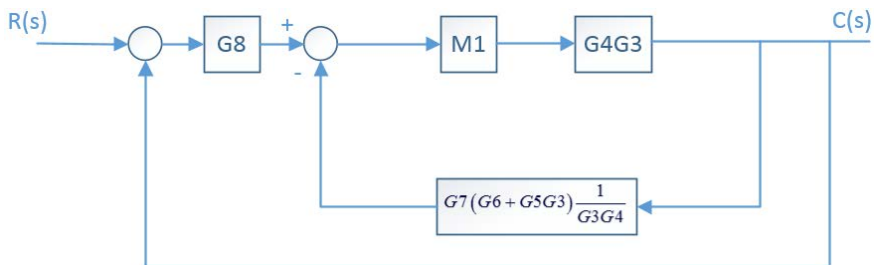 R(s)
C(s)
G8
+
-
M1
G4G3
G7(G6 + G5G3) 1/G3G4